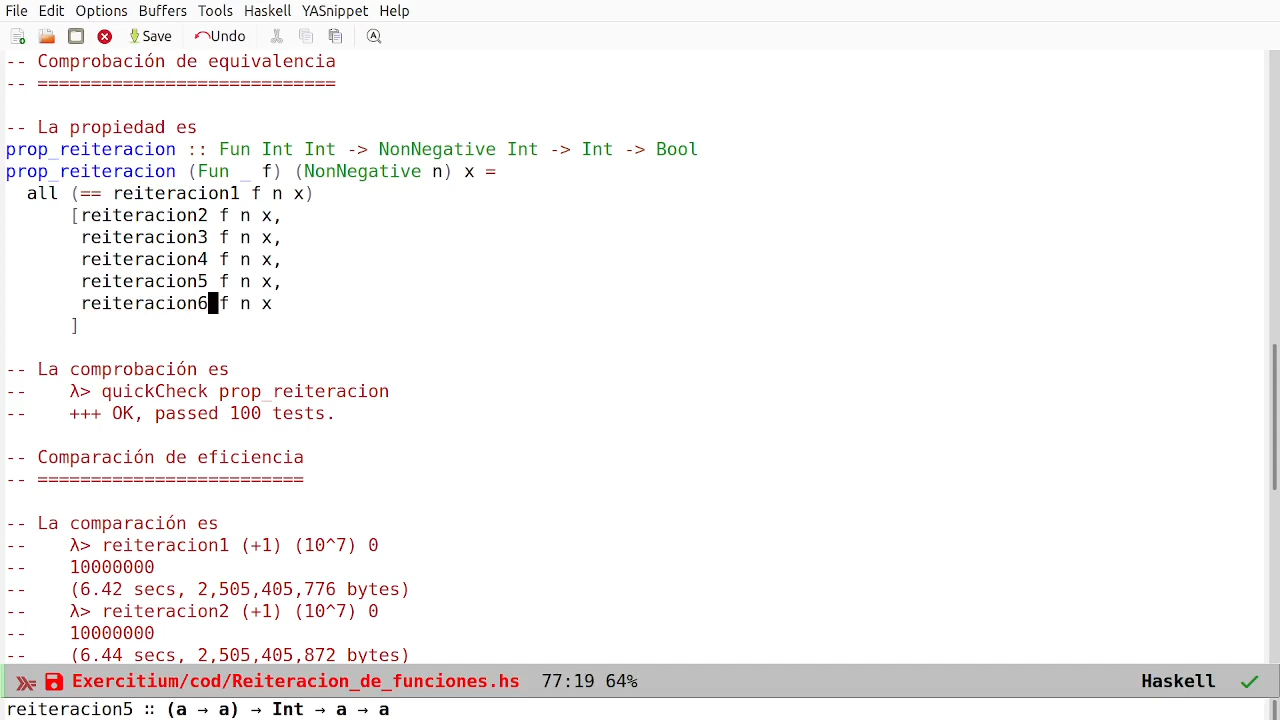 File Edit Options Buffers Tools Haskell YASnippet Help
Save Undo
-- Comprobación de equivalencia
-- ============================
-- La propiedad es
prop_reiteracion :: Fun Int Int -> NonNegative Int -> Int -> Bool
prop_reiteracion (Fun _ f) (NonNegative n) x =
  all (== reiteracion1 f n x)
      [reiteracion2 f n x,
       reiteracion3 f n x,
       reiteracion4 f n x,
       reiteracion5 f n x,
       reiteracion6 f n x
      ]
-- La comprobación es
--    λ> quickCheck prop_reiteracion
--    +++ OK, passed 100 tests.
-- Comparación de eficiencia
-- =========================
-- La comparación es
--    λ> reiteracion1 (+1) (10^7) 0
--    10000000
--    (6.42 secs, 2,505,405,776 bytes)
--    λ> reiteracion2 (+1) (10^7) 0
--    10000000
--    (6.44 secs, 2,505,405,872 bytes)
Exercitium/cod/Reiteracion_de_funciones.hs 77:19 64% Haskell
reiteracion5 :: (a → a) → Int → a → a